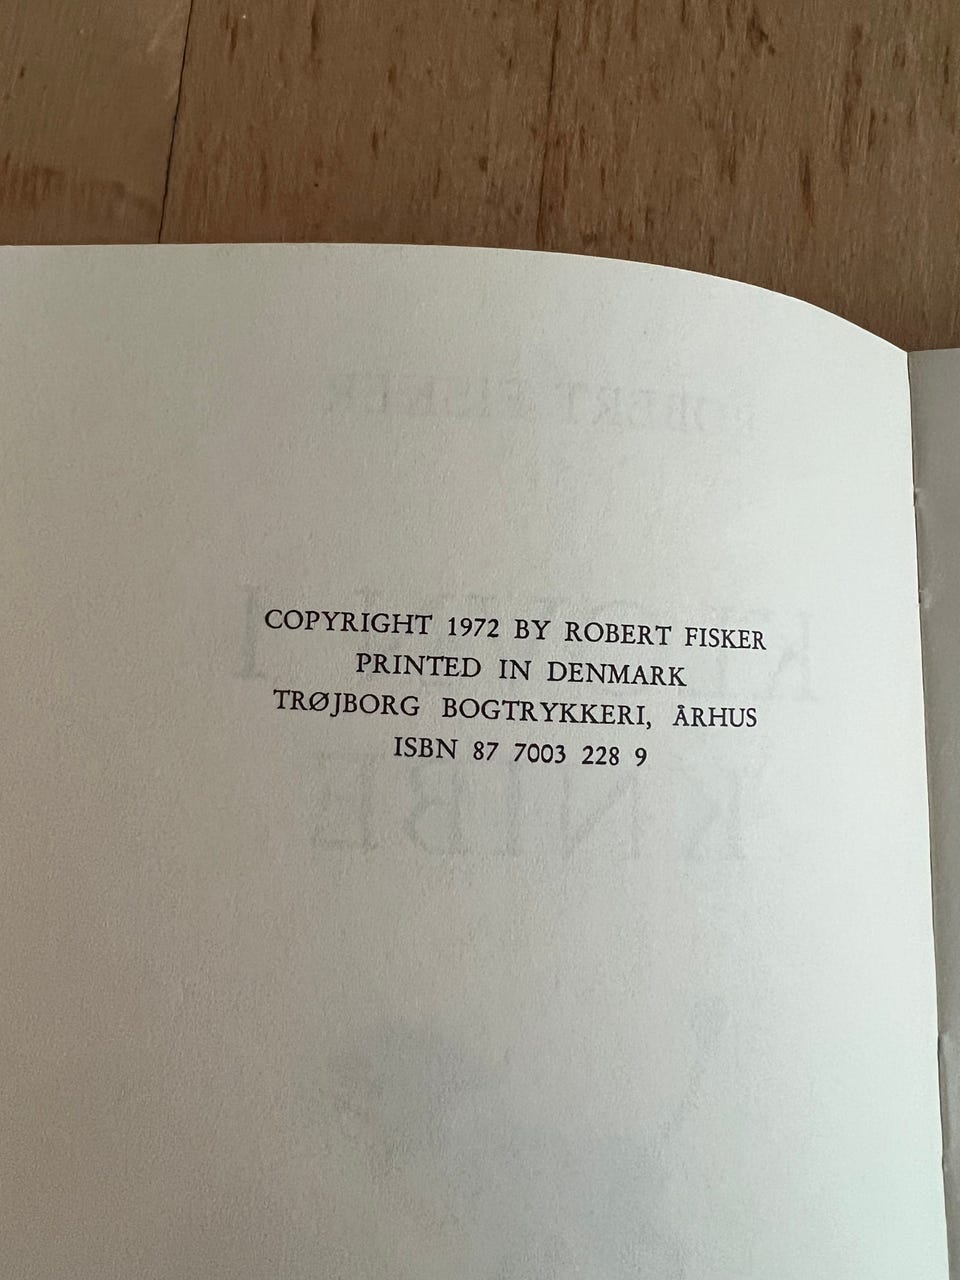 COPYRIGHT 1972 BY ROBERT FISKER
PRINTED IN DENMARK
TRØJBORG BOGTRYKKERI, ÅRHUS
ISBN 87 7003 228 9